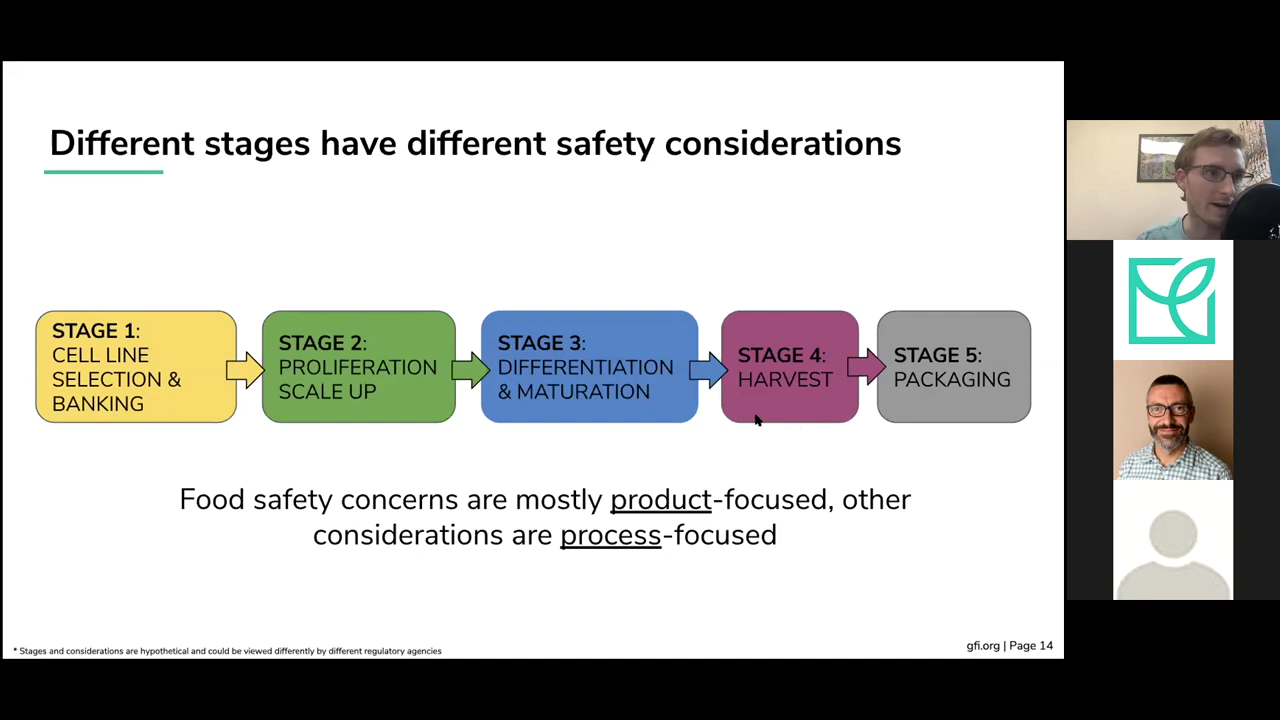 Different stages have different safety considerations
STAGE 1:
CELL LINE
SELECTION &
BANKING
STAGE 2:
PROLIFERATION
SCALE UP
STAGE 3:
DIFFERENTIATION
& MATURATION
STAGE 4:
HARVEST
STAGE 5:
PACKAGING
Food safety concerns are mostly product-focused, other
considerations are process-focused
* Stages and considerations are hypothetical and could be viewed differently by different regulatory agencies
gfi.org | Page 14